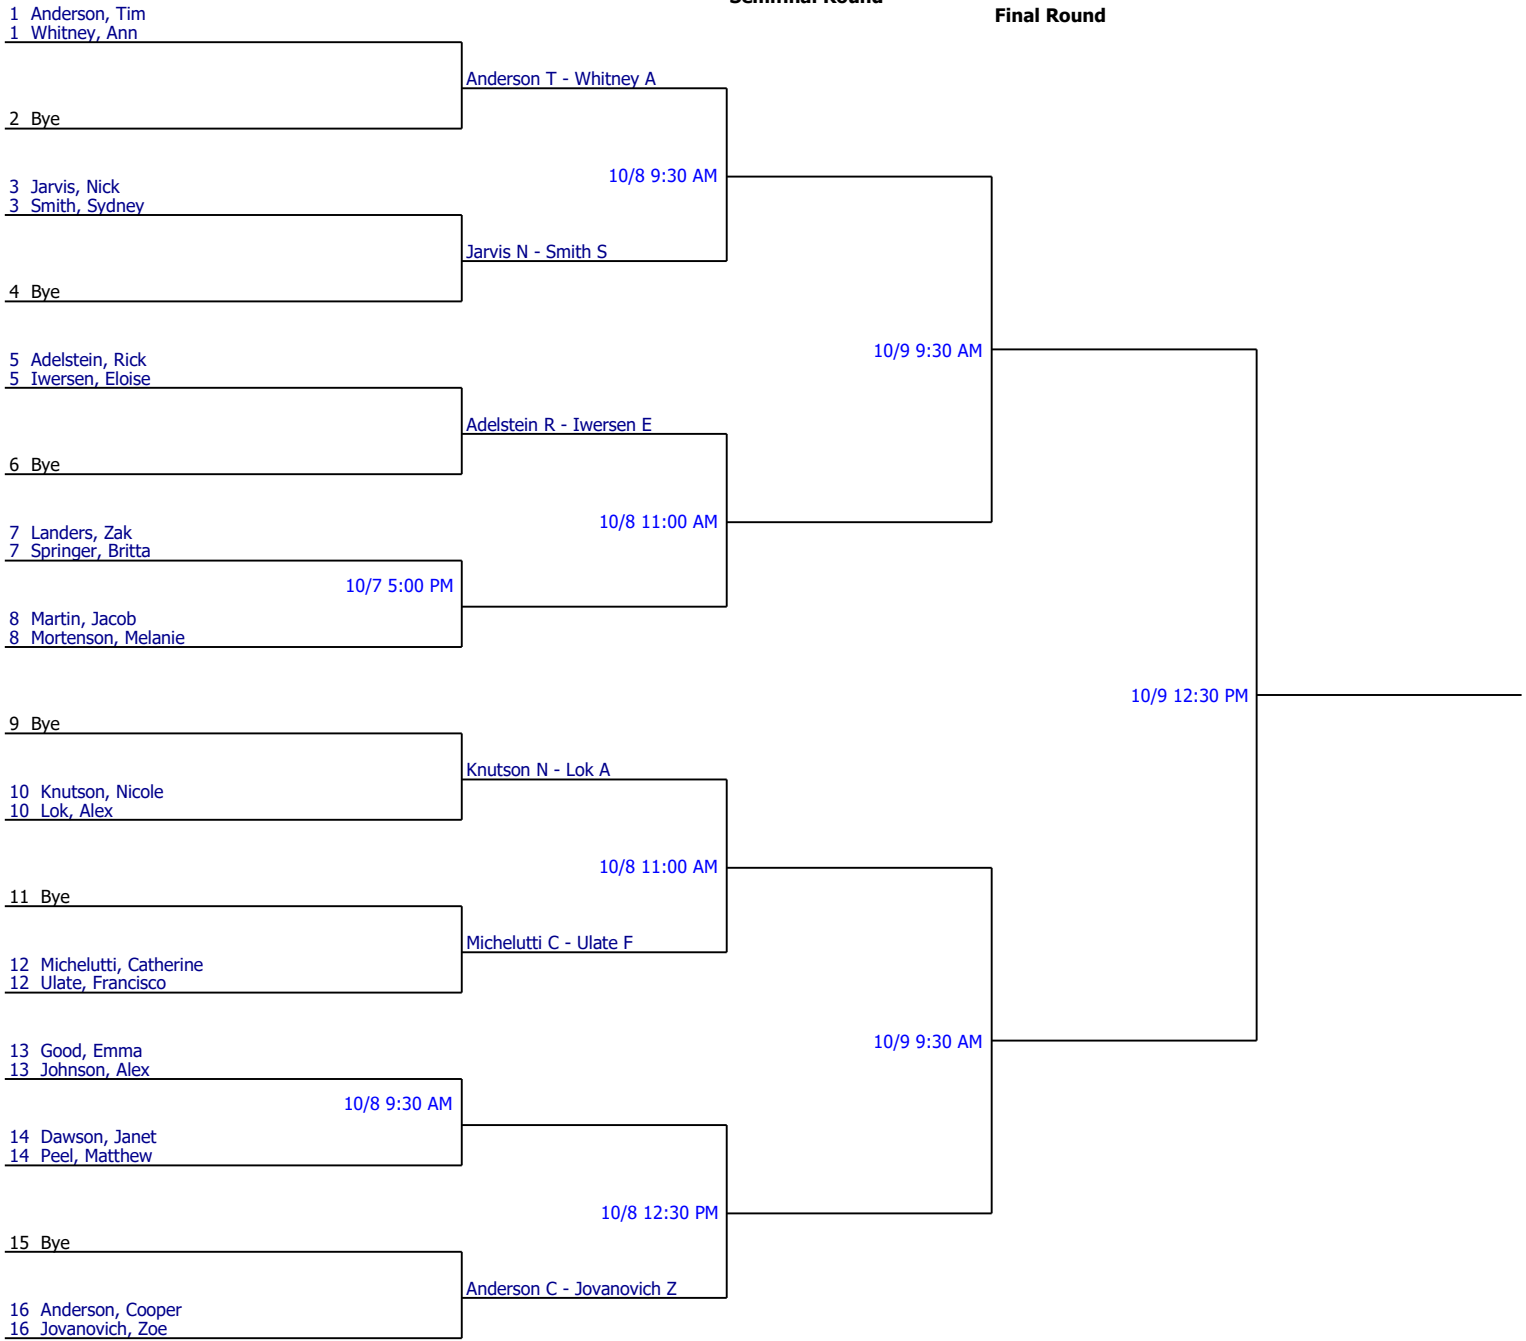 Semifinal Round
Final Round
1 Anderson, Tim
1 Whitney, Ann
Anderson T - Whitney A
2 Bye
10/8 9:30 AM
3 Jarvis, Nick
3 Smith, Sydney
Jarvis N - Smith S
4 Bye
10/9 9:30 AM
5 Adelstein, Rick
5 Iwersen, Eloise
Adelstein R - Iwersen E
6 Bye
10/8 11:00 AM
7 Landers, Zak
7 Springer, Britta
10/7 5:00 PM
8 Martin, Jacob
8 Mortenson, Melanie
10/9 12:30 PM
9 Bye
Knutson N - Lok A
10 Knutson, Nicole
10 Lok, Alex
10/8 11:00 AM
11 Bye
Michelutti C - Ulate F
12 Michelutti, Catherine
12 Ulate, Francisco
10/9 9:30 AM
13 Good, Emma
13 Johnson, Alex
10/8 9:30 AM
14 Dawson, Janet
14 Peel, Matthew
10/8 12:30 PM
15 Bye
Anderson C - Jovanovich Z
16 Anderson, Cooper
16 Jovanovich, Zoe